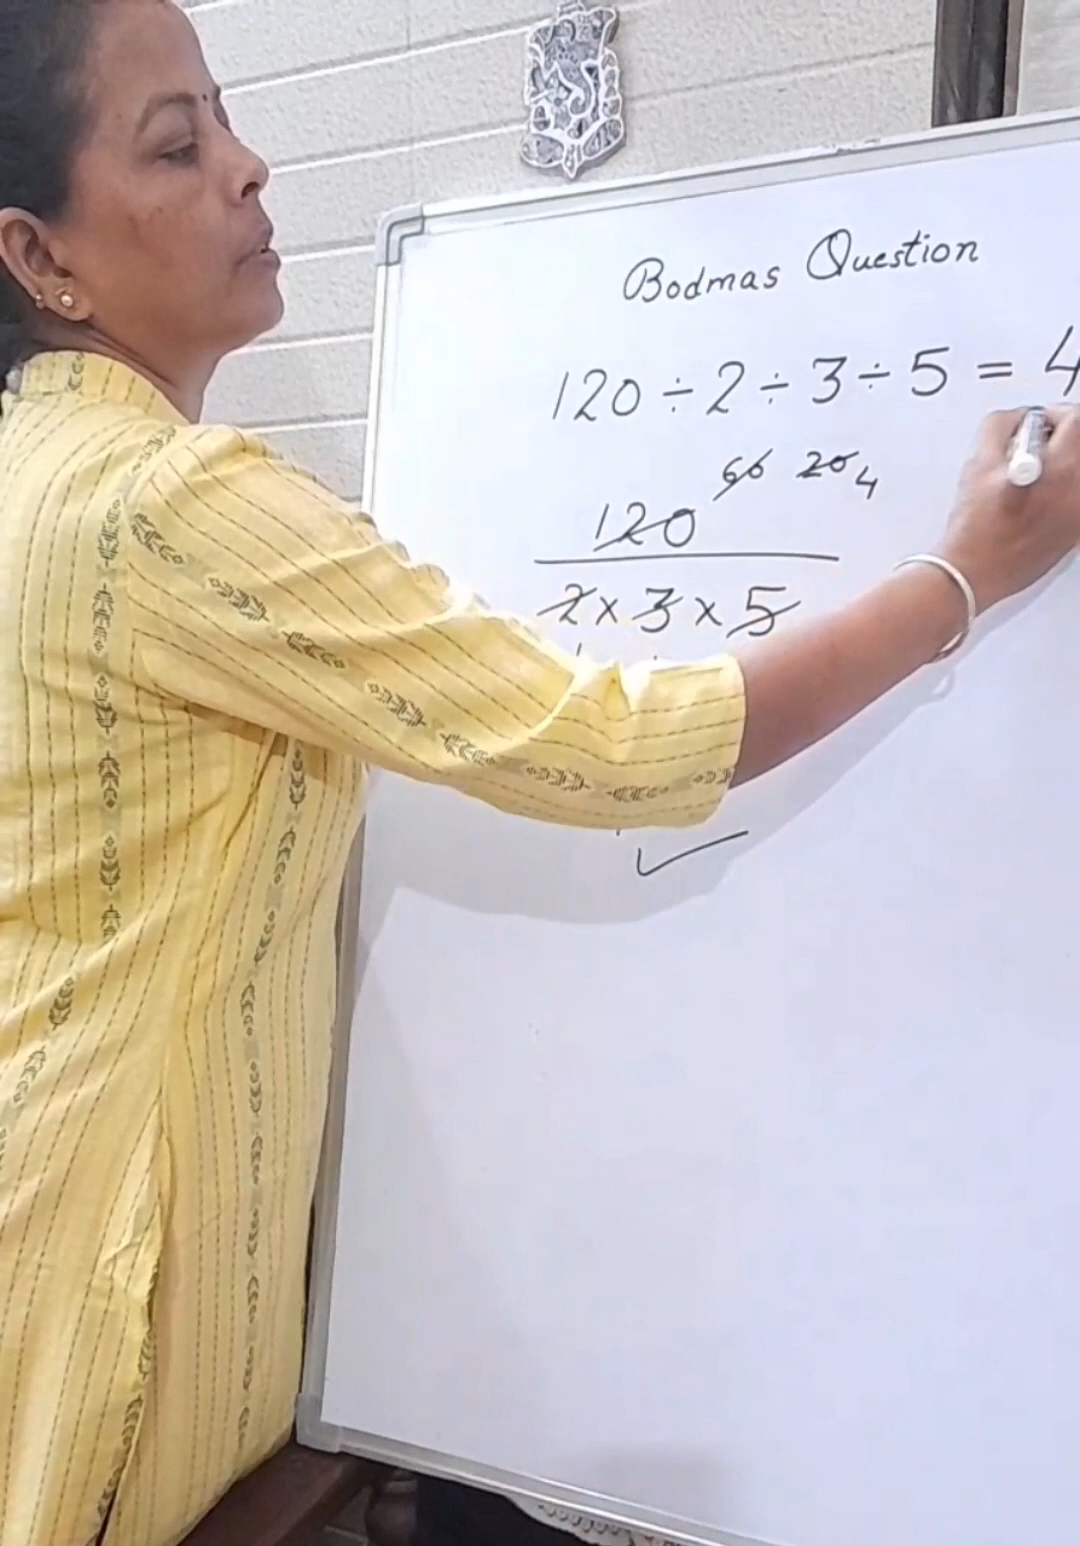 Bodmas Question
120 ÷ 2 ÷ 3 ÷ 5 = 4
60 20 4
120
2 x 3 x 5